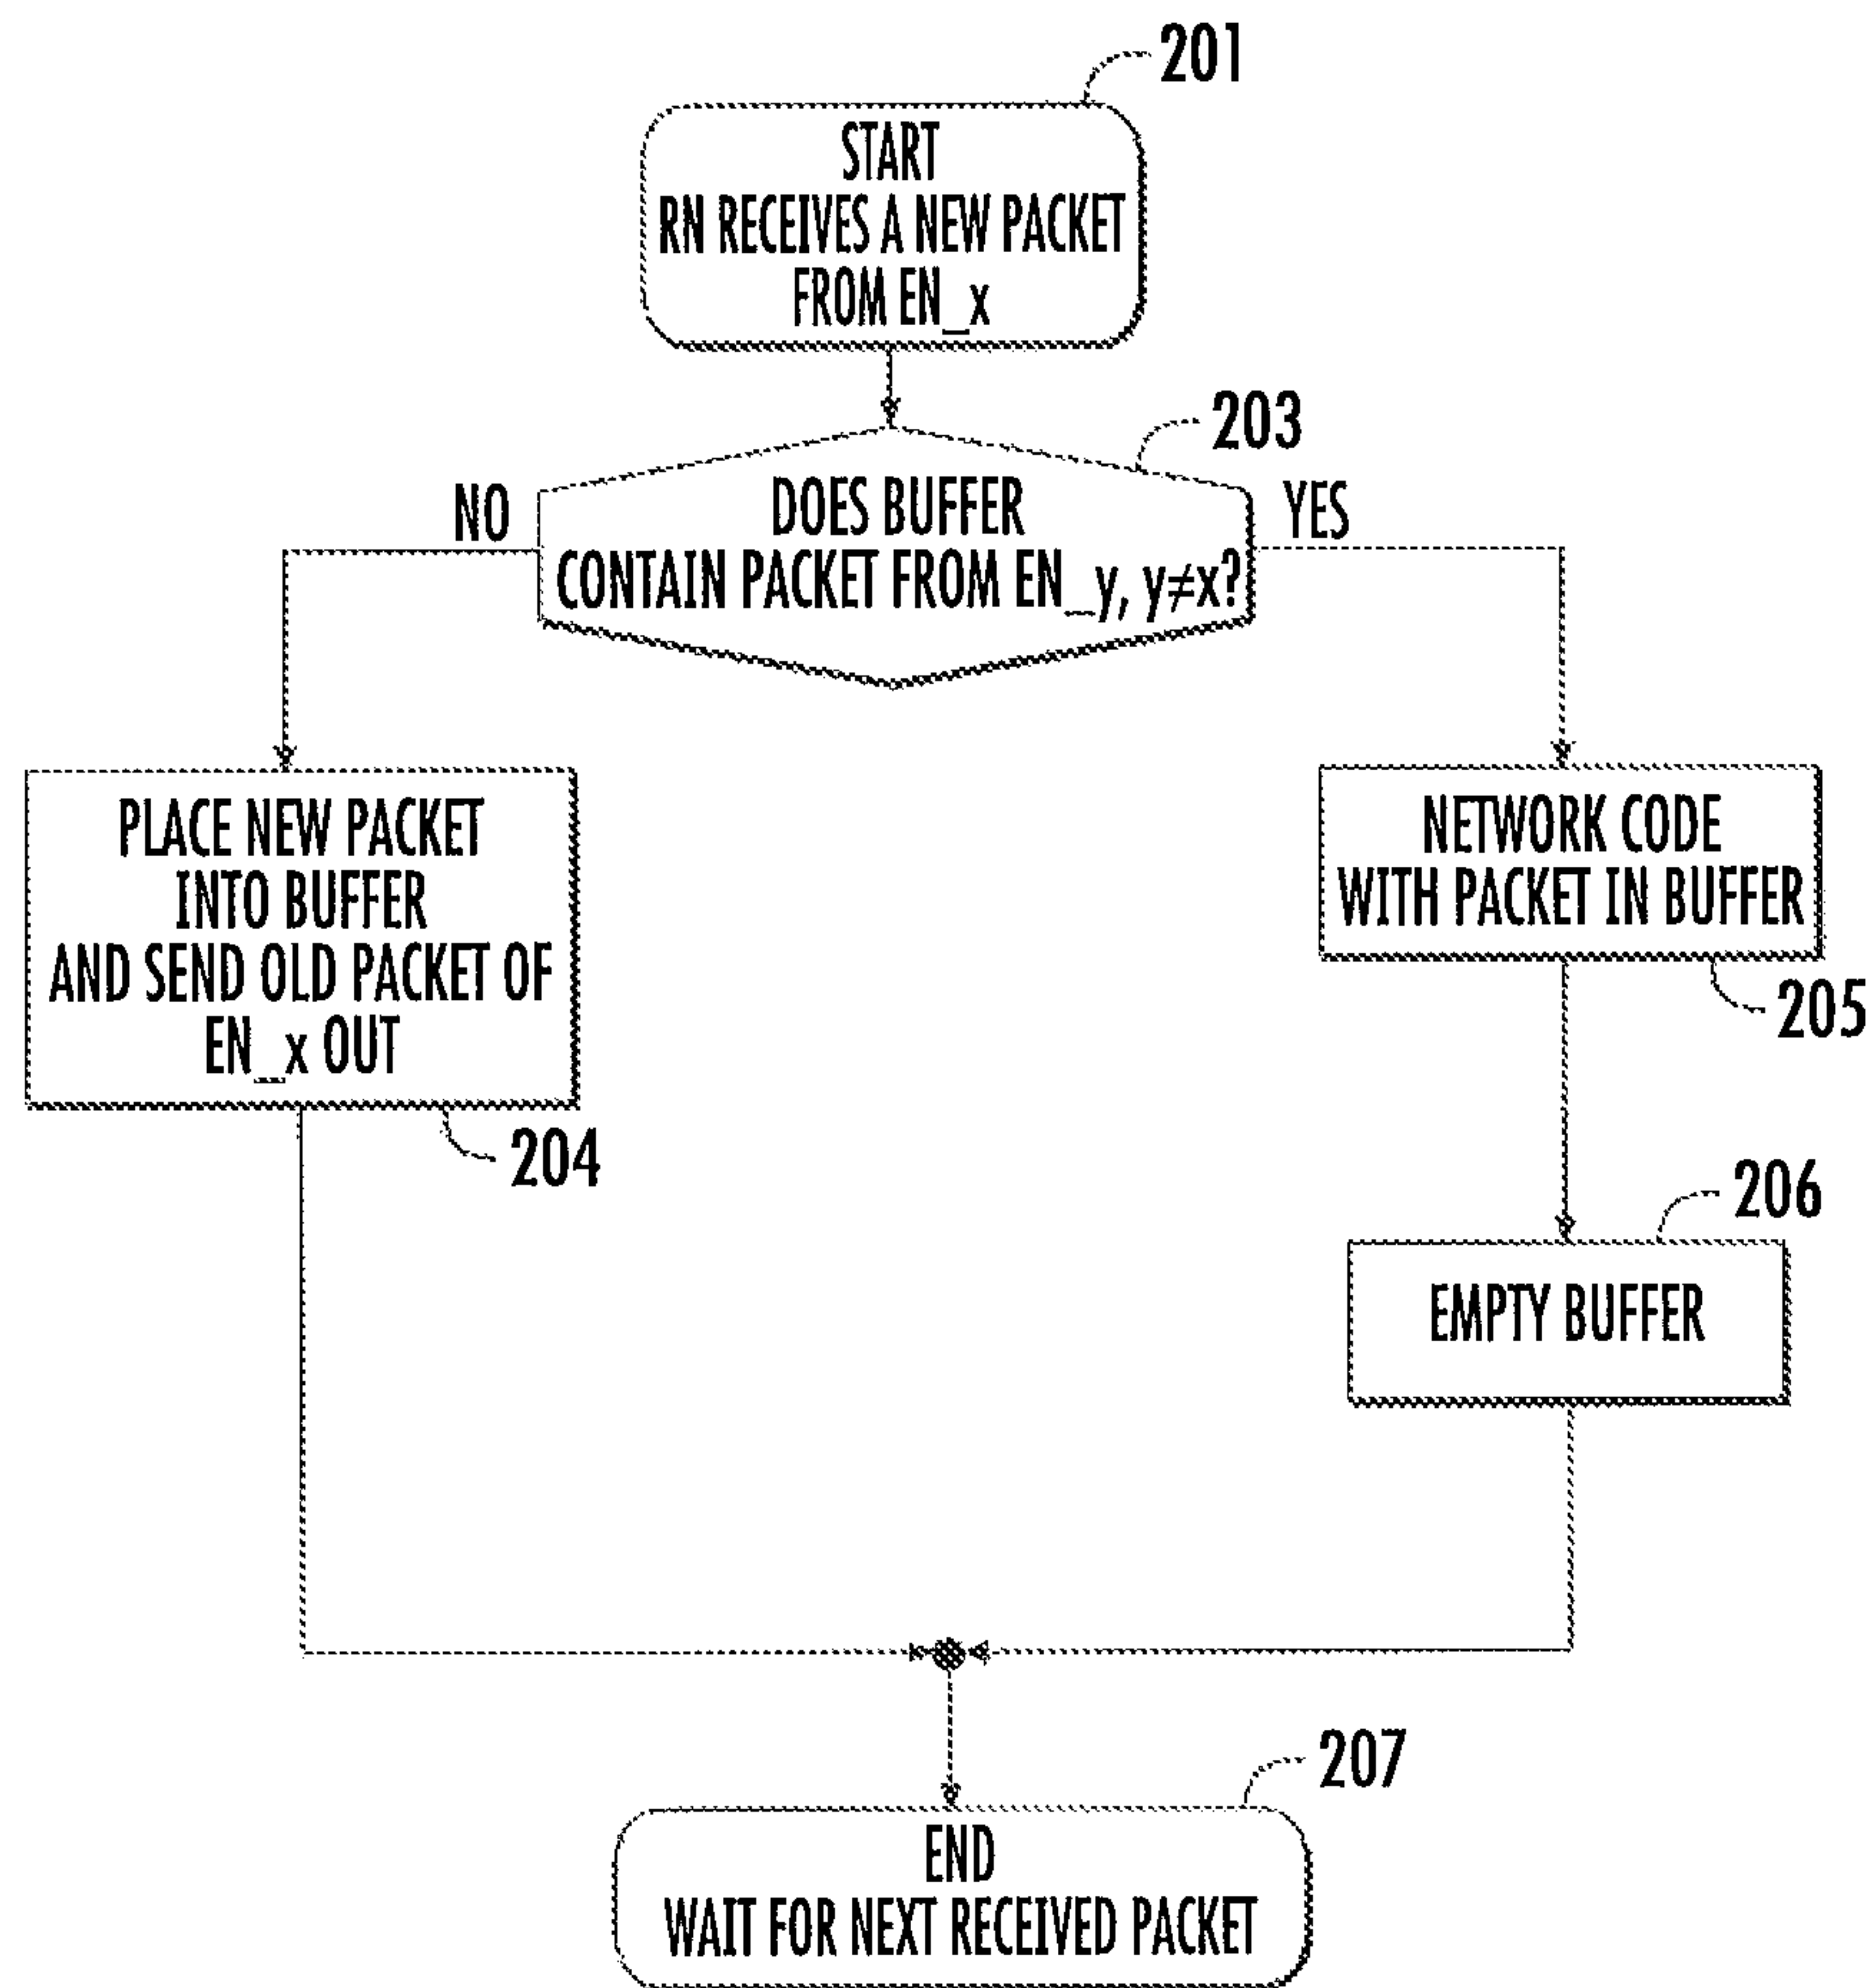 201
START
RN RECEIVES A NEW PACKET
FROM EN_x
203
NO
DOES BUFFER
CONTAIN PACKET FROM EN_y, y≠x?
YES
PLACE NEW PACKET
INTO BUFFER
AND SEND OLD PACKET OF
EN_x OUT
204
NETWORK CODE
WITH PACKET IN BUFFER
205
206
EMPTY BUFFER
207
END
WAIT FOR NEXT RECEIVED PACKET